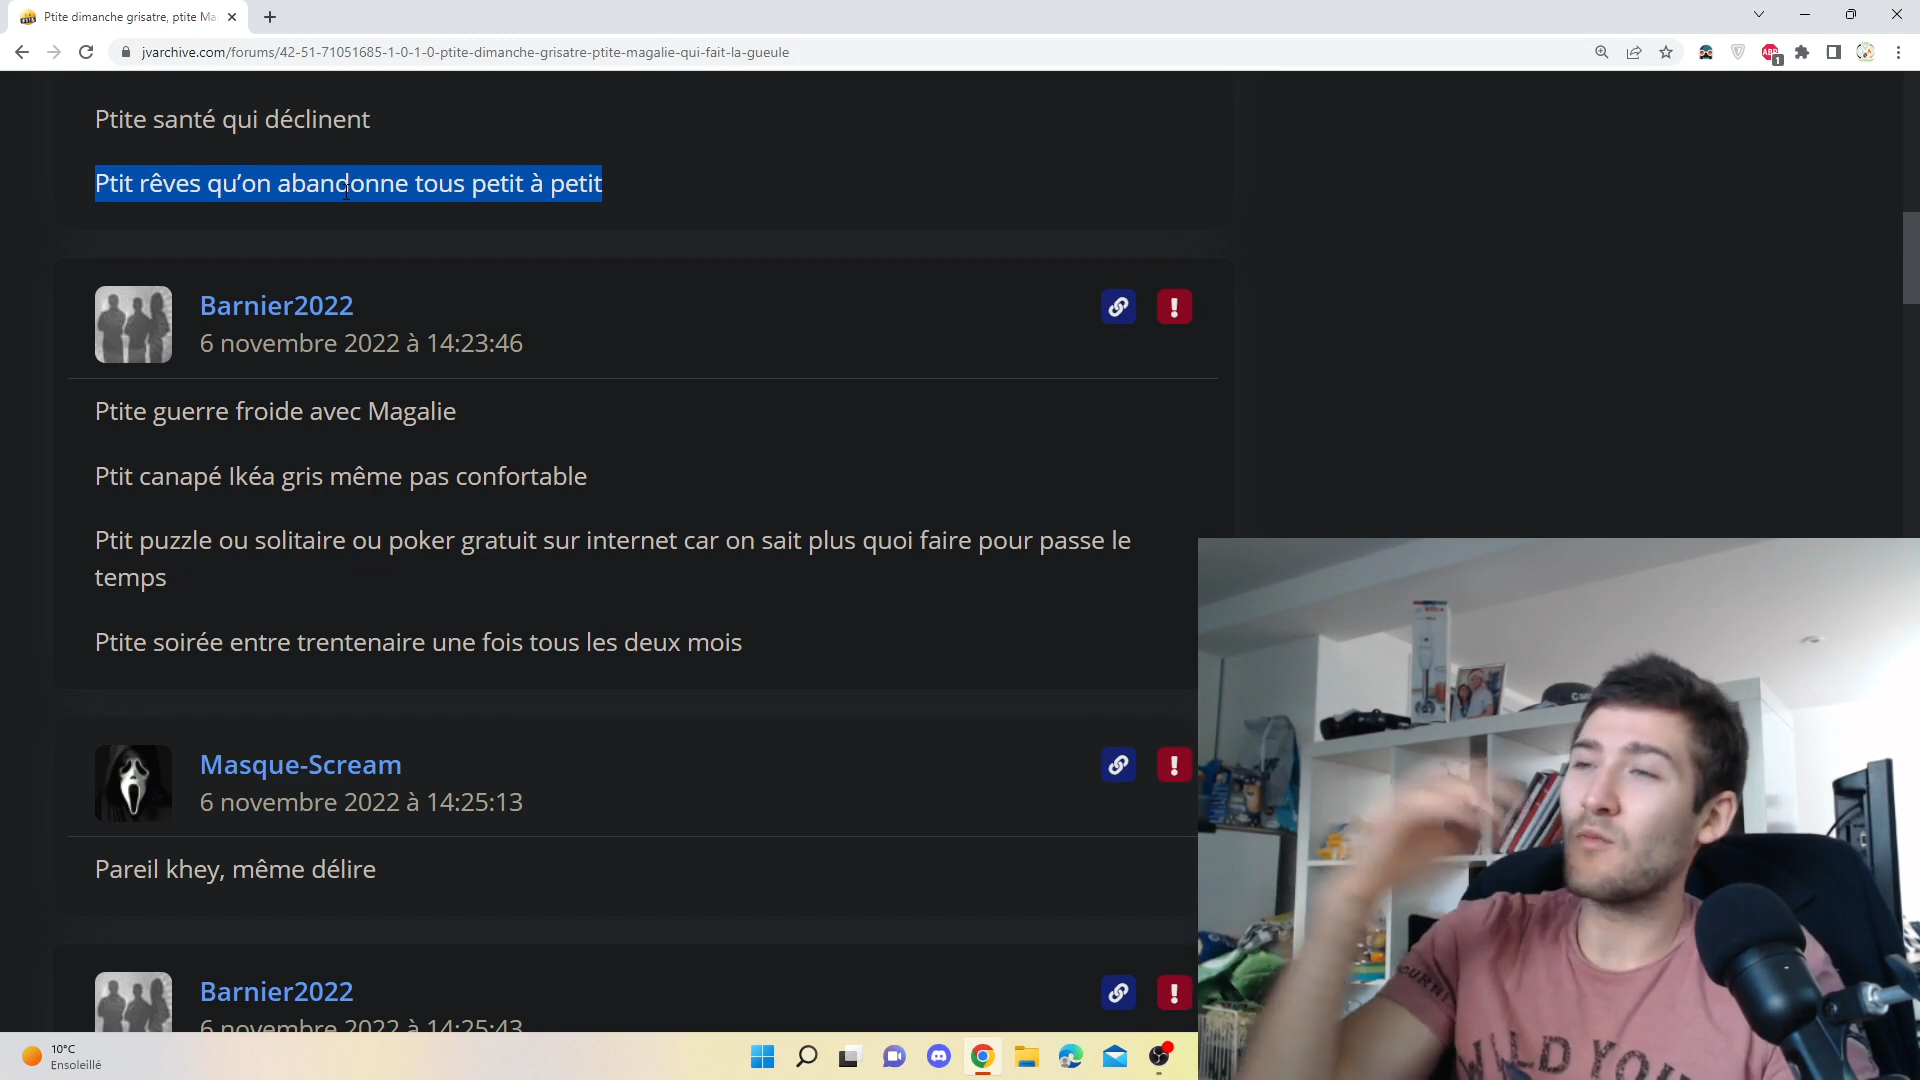 Ptite dimanche grisatre, ptite Ma
jvarchive.com/forums/42-51-71051685-1-0-1-0-ptite-dimanche-grisatre-ptite-magalie-qui-fait-la-gueule
ABP
1
Ptite santé qui déclinent
Ptit rêves qu’on abandonne tous petit à petit
Barnier2022
6 novembre 2022 à 14:23:46
Ptite guerre froide avec Magalie
Ptit canapé Ikéa gris même pas confortable
Ptit puzzle ou solitaire ou poker gratuit sur internet car on sait plus quoi faire pour passe le
temps
Ptite soirée entre trentenaire une fois tous les deux mois
Masque-Scream
6 novembre 2022 à 14:25:13
Pareil khey, même délire
Barnier2022
6 novembre 2022 à 14:25:43
10°C
Ensoleillé